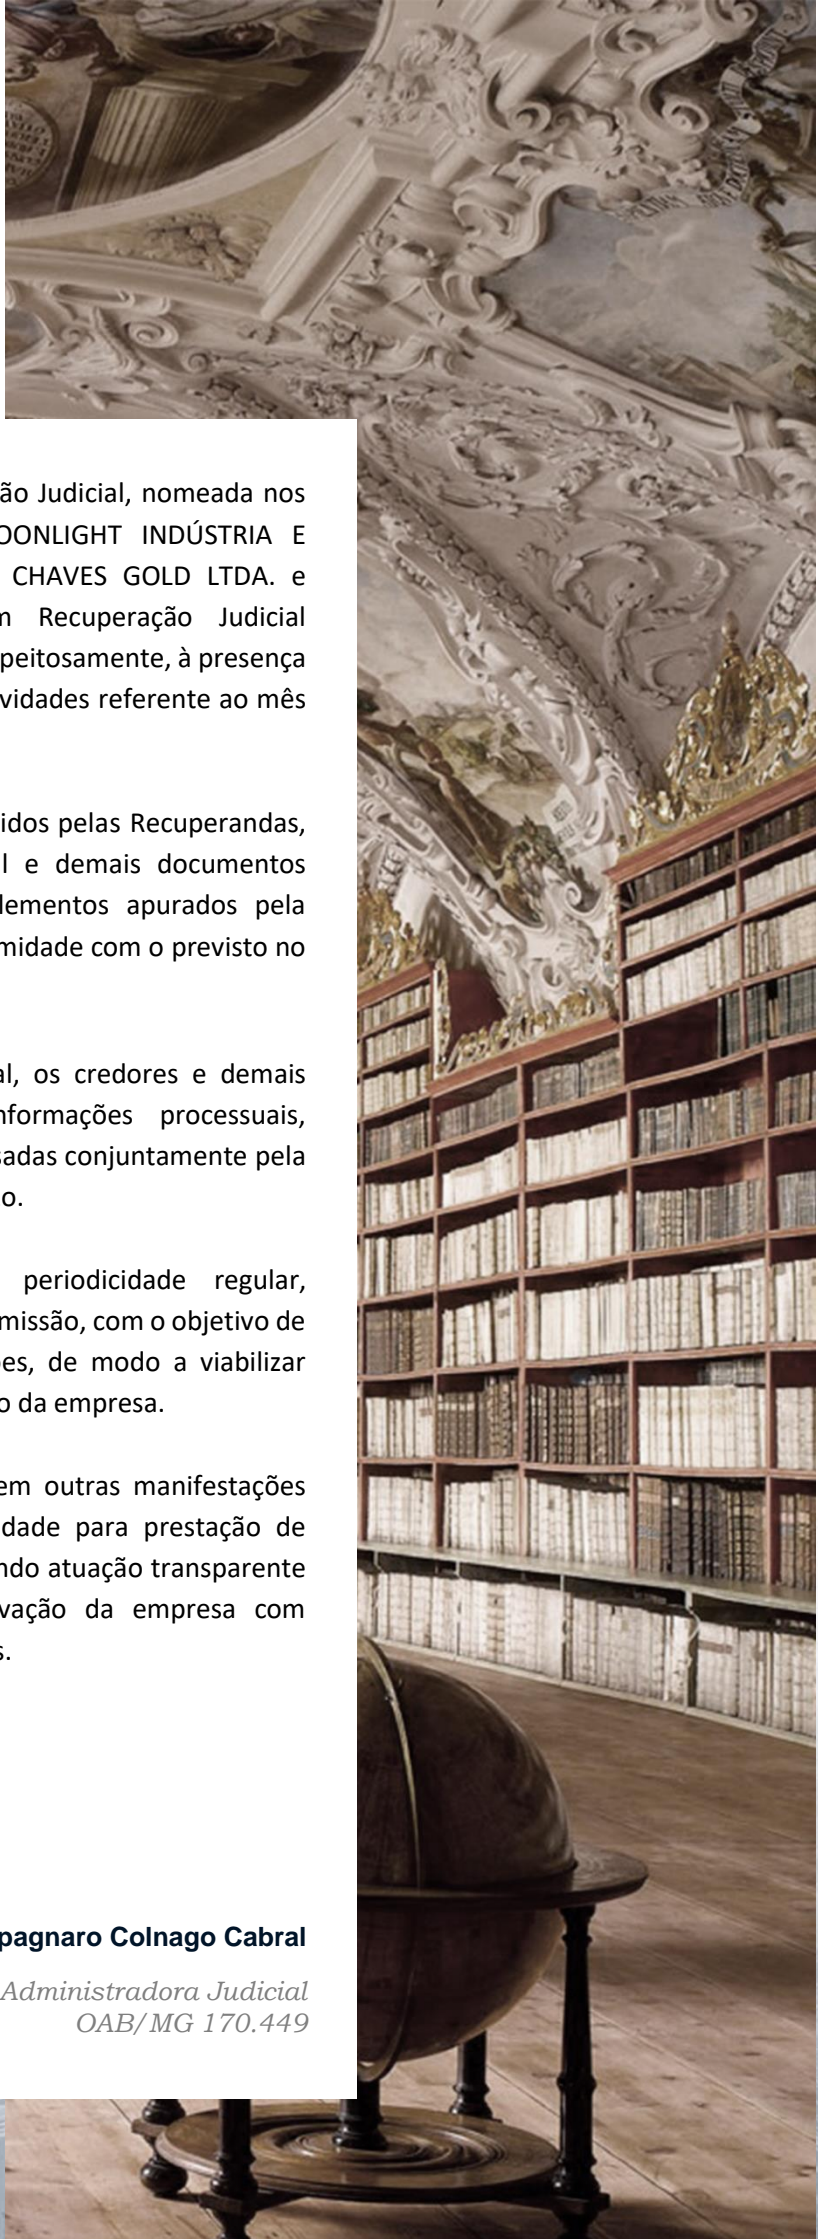 ão Judicial, nomeada nos
OONLIGHT INDÚSTRIA E
CHAVES GOLD LTDA. e
m Recuperação Judicial
peitosamente, à presença
vidades referente ao mês
idos pelas Recuperandas,
l e demais documentos
lementos apurados pela
midade com o previsto no
al, os credores e demais
nformações processuais,
sadas conjuntamente pela
o.
periodicidade regular,
missão, com o objetivo de
ões, de modo a viabilizar
o da empresa.
em outras manifestações
idade para prestação de
ndo atuação transparente
vação da empresa com
s.
pagnaro Colnago Cabral
Administradora Judicial
OAB/MG 170.449